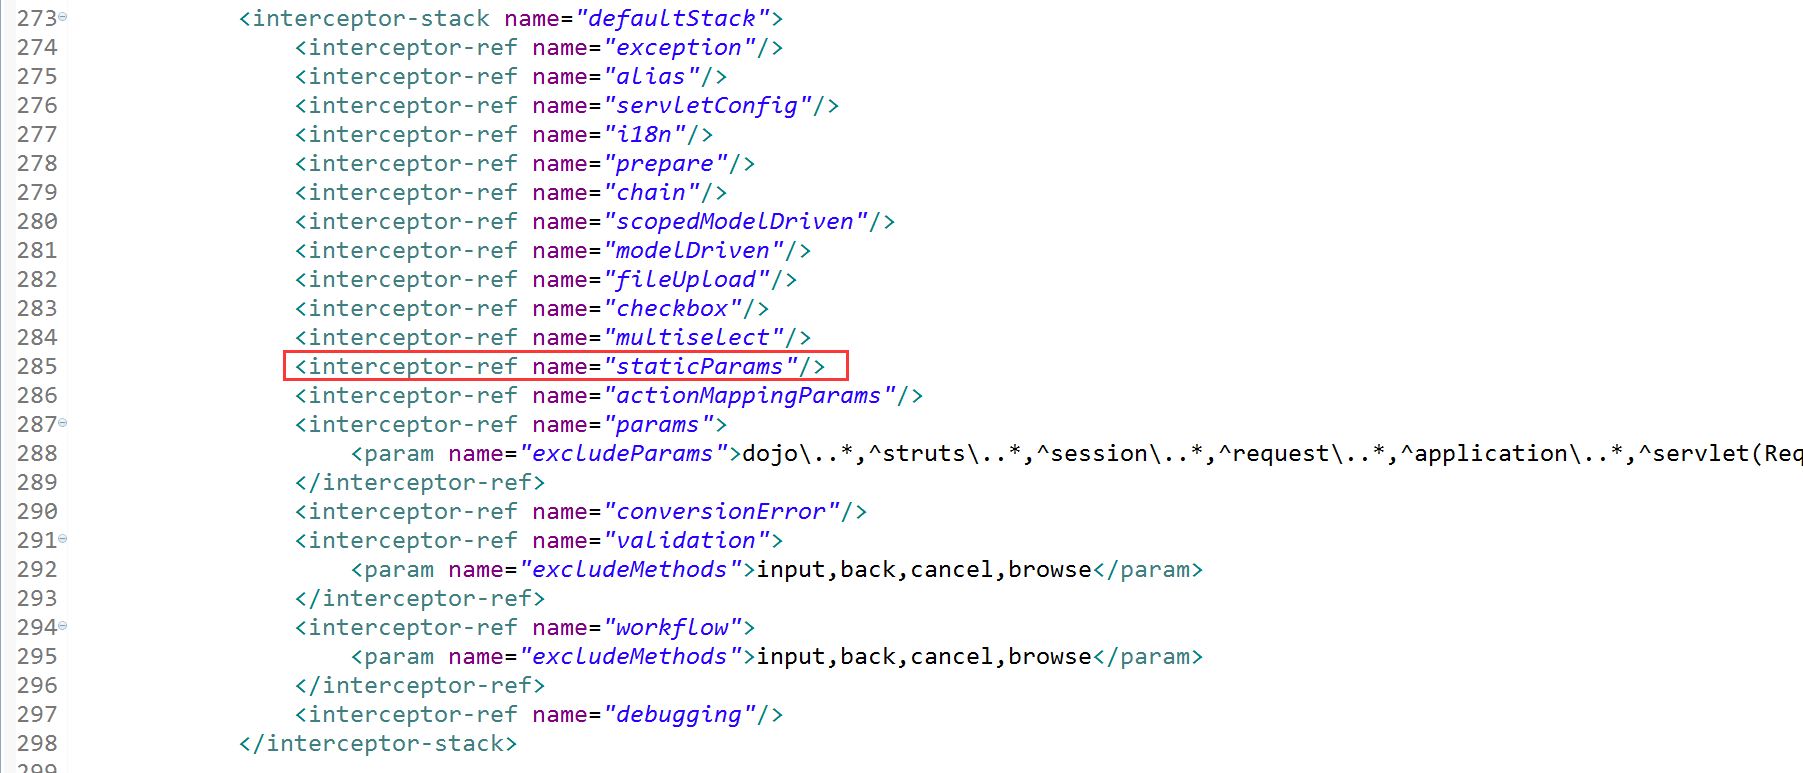 273 <interceptor-stack name="defaultStack">
274 <interceptor-ref name="exception"/>
275 <interceptor-ref name="alias"/>
276 <interceptor-ref name="servletConfig"/>
277 <interceptor-ref name="i18n"/>
278 <interceptor-ref name="prepare"/>
279 <interceptor-ref name="chain"/>
280 <interceptor-ref name="scopedModelDriven"/>
281 <interceptor-ref name="modelDriven"/>
282 <interceptor-ref name="fileUpload"/>
283 <interceptor-ref name="checkbox"/>
284 <interceptor-ref name="multiselect"/>
285 <interceptor-ref name="staticParams"/>
286 <interceptor-ref name="actionMappingParams"/>
287 <interceptor-ref name="params">
288 <param name="excludeParams">dojo\..*,^struts\..*,^session\..*,^request\..*,^application\..*,^servlet(Req
289 </interceptor-ref>
290 <interceptor-ref name="conversionError"/>
291 <interceptor-ref name="validation">
292 <param name="excludeMethods">input,back,cancel,browse</param>
293 </interceptor-ref>
294 <interceptor-ref name="workflow">
295 <param name="excludeMethods">input,back,cancel,browse</param>
296 </interceptor-ref>
297 <interceptor-ref name="debugging"/>
298 </interceptor-stack>
299